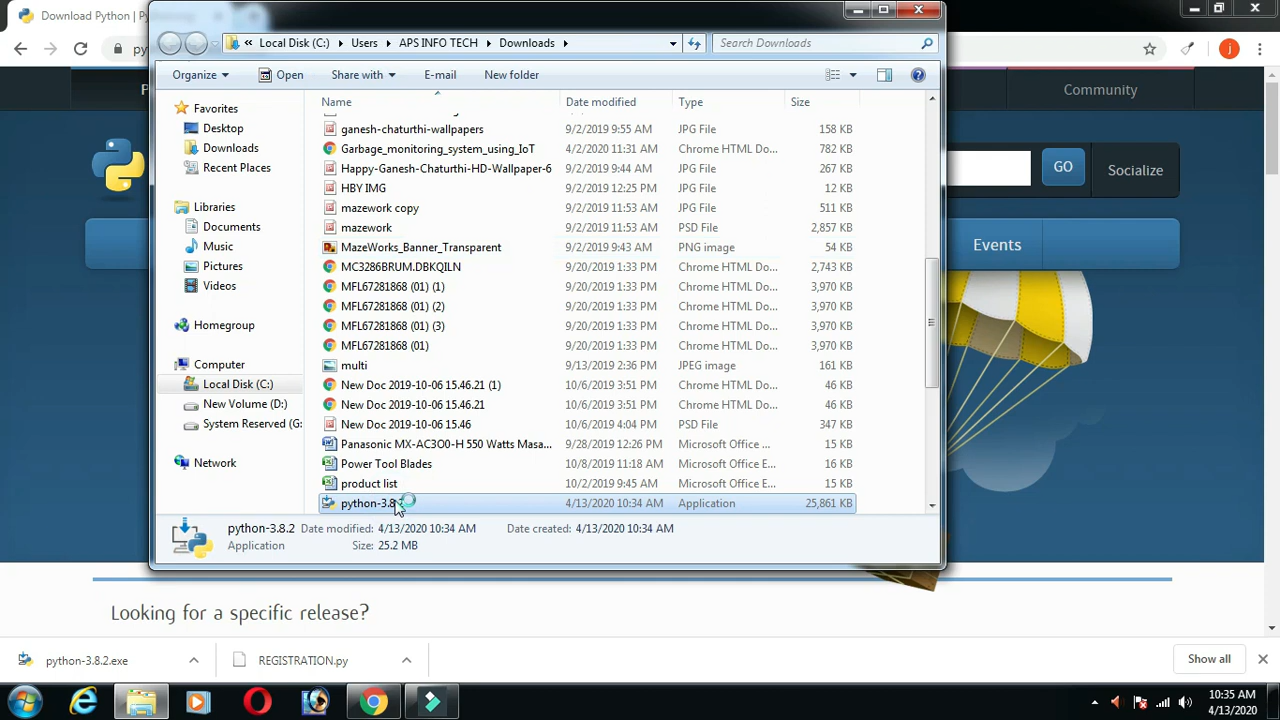 Download Python | Pytho
« Local Disk (C:) ▸ Users ▸ APS INFO TECH ▸ Downloads ▸
Search Downloads
py
j
Organize Open Share with E-mail New folder
P
Community
Name Date modified Type Size
Favorites
Desktop
Downloads
Recent Places
Libraries
Documents
Music
Pictures
Videos
Homegroup
Computer
Local Disk (C:)
New Volume (D:)
System Reserved (G:
Network
ganesh-chaturthi-wallpapers 9/2/2019 9:55 AM JPG File 158 KB
Garbage_monitoring_system_using_IoT 4/2/2020 11:31 AM Chrome HTML Do... 782 KB
Happy-Ganesh-Chaturthi-HD-Wallpaper-6 9/2/2019 9:44 AM JPG File 267 KB
HBY IMG 9/2/2019 12:25 PM JPG File 12 KB
mazework copy 9/2/2019 11:53 AM JPG File 511 KB
mazework 9/2/2019 11:53 AM PSD File 2,857 KB
MazeWorks_Banner_Transparent 9/2/2019 9:43 AM PNG image 54 KB
MC3286BRUM.DBKQILN 9/20/2019 1:33 PM Chrome HTML Do... 2,743 KB
MFL67281868 (01) (1) 9/20/2019 1:33 PM Chrome HTML Do... 3,970 KB
MFL67281868 (01) (2) 9/20/2019 1:33 PM Chrome HTML Do... 3,970 KB
MFL67281868 (01) (3) 9/20/2019 1:33 PM Chrome HTML Do... 3,970 KB
MFL67281868 (01) 9/20/2019 1:33 PM Chrome HTML Do... 3,970 KB
multi 9/13/2019 2:36 PM JPEG image 161 KB
New Doc 2019-10-06 15.46.21 (1) 10/6/2019 3:51 PM Chrome HTML Do... 46 KB
New Doc 2019-10-06 15.46.21 10/6/2019 3:51 PM Chrome HTML Do... 46 KB
New Doc 2019-10-06 15.46 10/6/2019 4:04 PM PSD File 347 KB
Panasonic MX-AC3O0-H 550 Watts Masa... 9/28/2019 12:26 PM Microsoft Office ... 15 KB
Power Tool Blades 10/8/2019 11:18 AM Microsoft Office E... 16 KB
product list 10/2/2019 9:45 AM Microsoft Office E... 15 KB
python-3.8.2 4/13/2020 10:34 AM Application 25,861 KB
python-3.8.2 Date modified: 4/13/2020 10:34 AM Date created: 4/13/2020 10:34 AM
Application Size: 25.2 MB
GO
Socialize
Events
Looking for a specific release?
python-3.8.2.exe
REGISTRATION.py
Show all
10:35 AM
4/13/2020